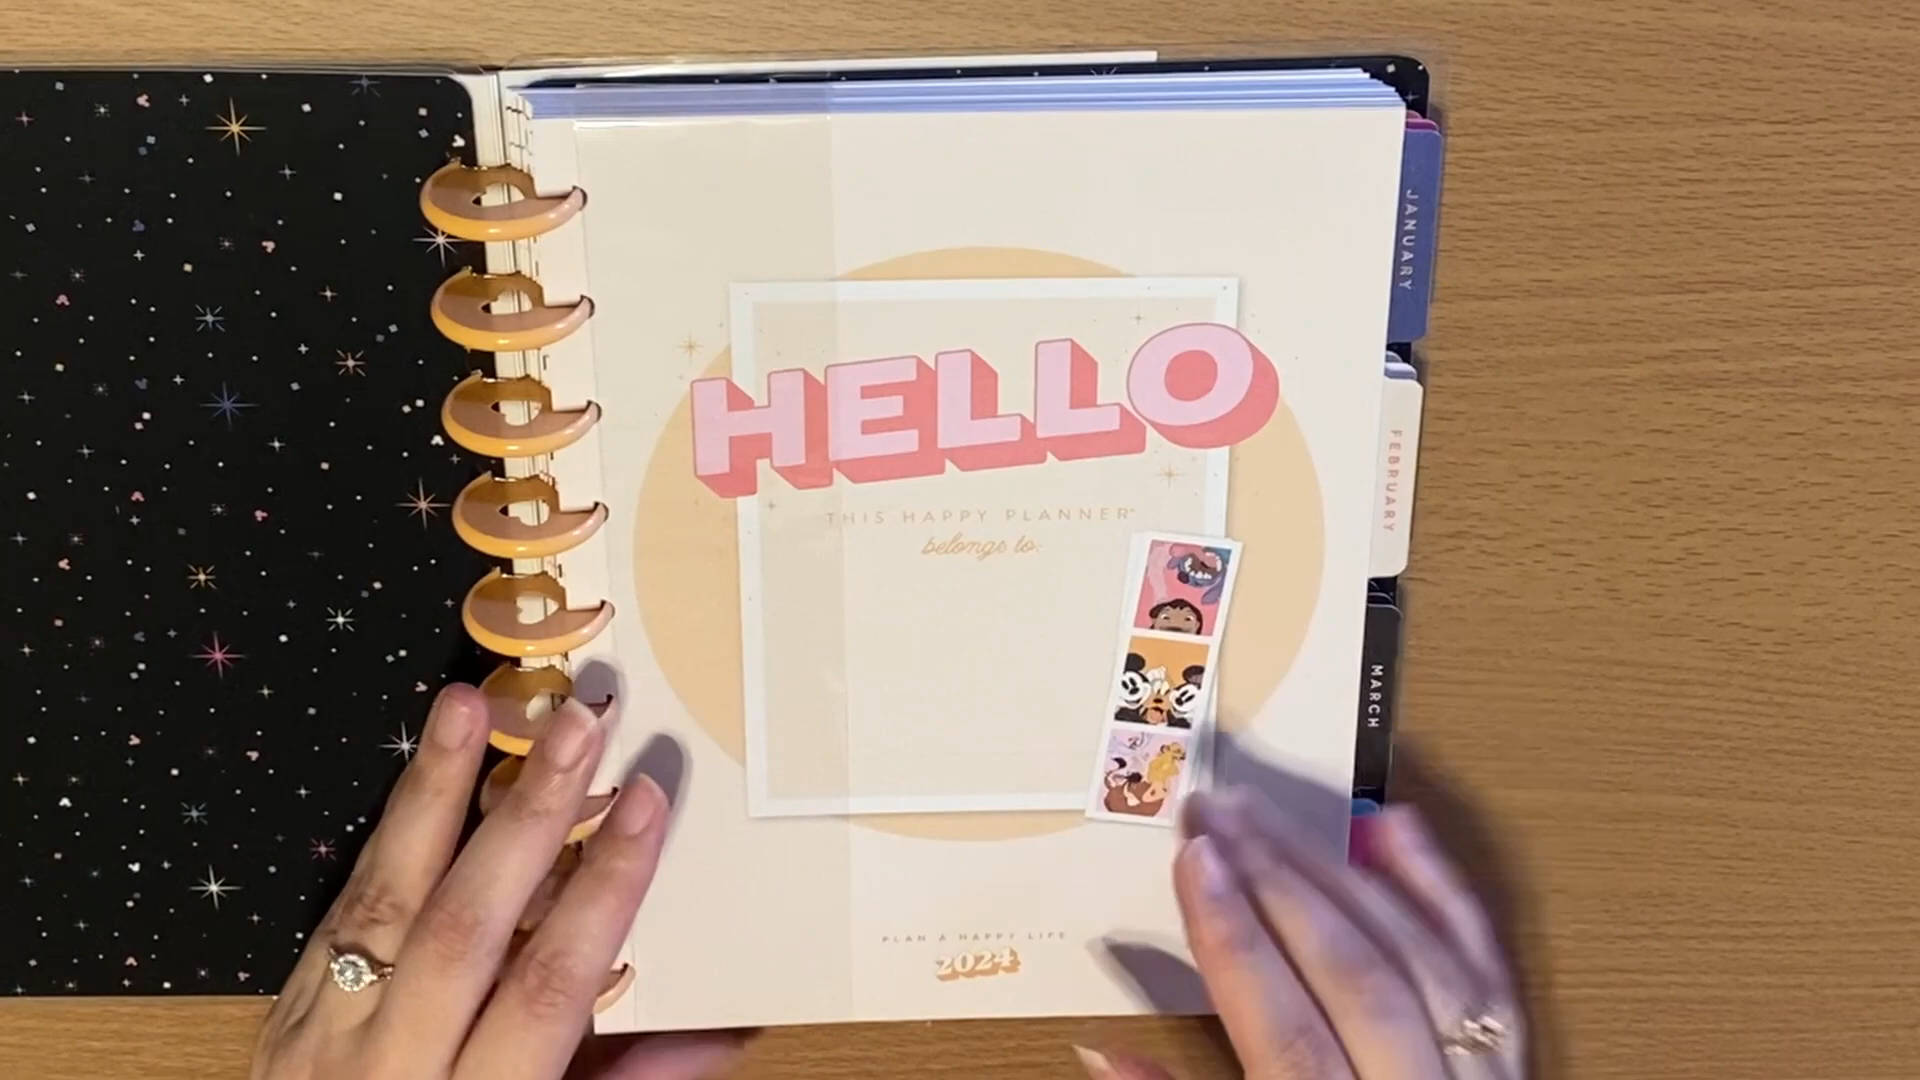 HELLO
THIS HAPPY PLANNER®
belongs to:
PLAN A HAPPY LIFE
2024
JANUARY
FEBRUARY
MARCH